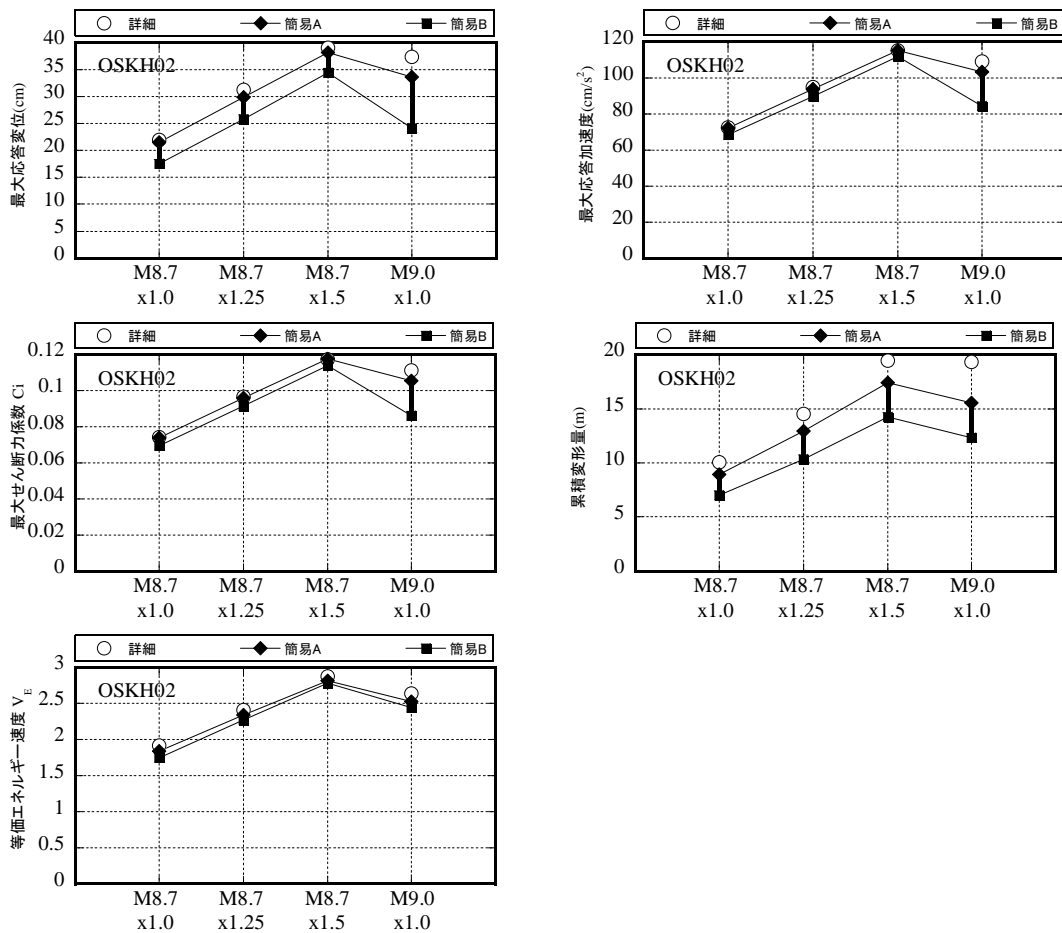 詳細 簡易A 簡易B
OSKH02
最大応答変位(cm)
40
35
30
25
20
15
10
5
0
M8.7 M8.7 M8.7 M9.0
x1.0 x1.25 x1.5 x1.0
詳細 簡易A 簡易B
OSKH02
最大応答加速度(cm/s²)
120
100
80
60
40
20
0
M8.7 M8.7 M8.7 M9.0
x1.0 x1.25 x1.5 x1.0
詳細 簡易A 簡易B
OSKH02
最大せん断力係数 Ci
0.12
0.1
0.08
0.06
0.04
0.02
0
M8.7 M8.7 M8.7 M9.0
x1.0 x1.25 x1.5 x1.0
詳細 簡易A 簡易B
OSKH02
累積変形量(m)
20
15
10
5
0
M8.7 M8.7 M8.7 M9.0
x1.0 x1.25 x1.5 x1.0
詳細 簡易A 簡易B
OSKH02
等価エネルギー速度 VE
3
2.5
2
1.5
1
0.5
0
M8.7 M8.7 M8.7 M9.0
x1.0 x1.25 x1.5 x1.0